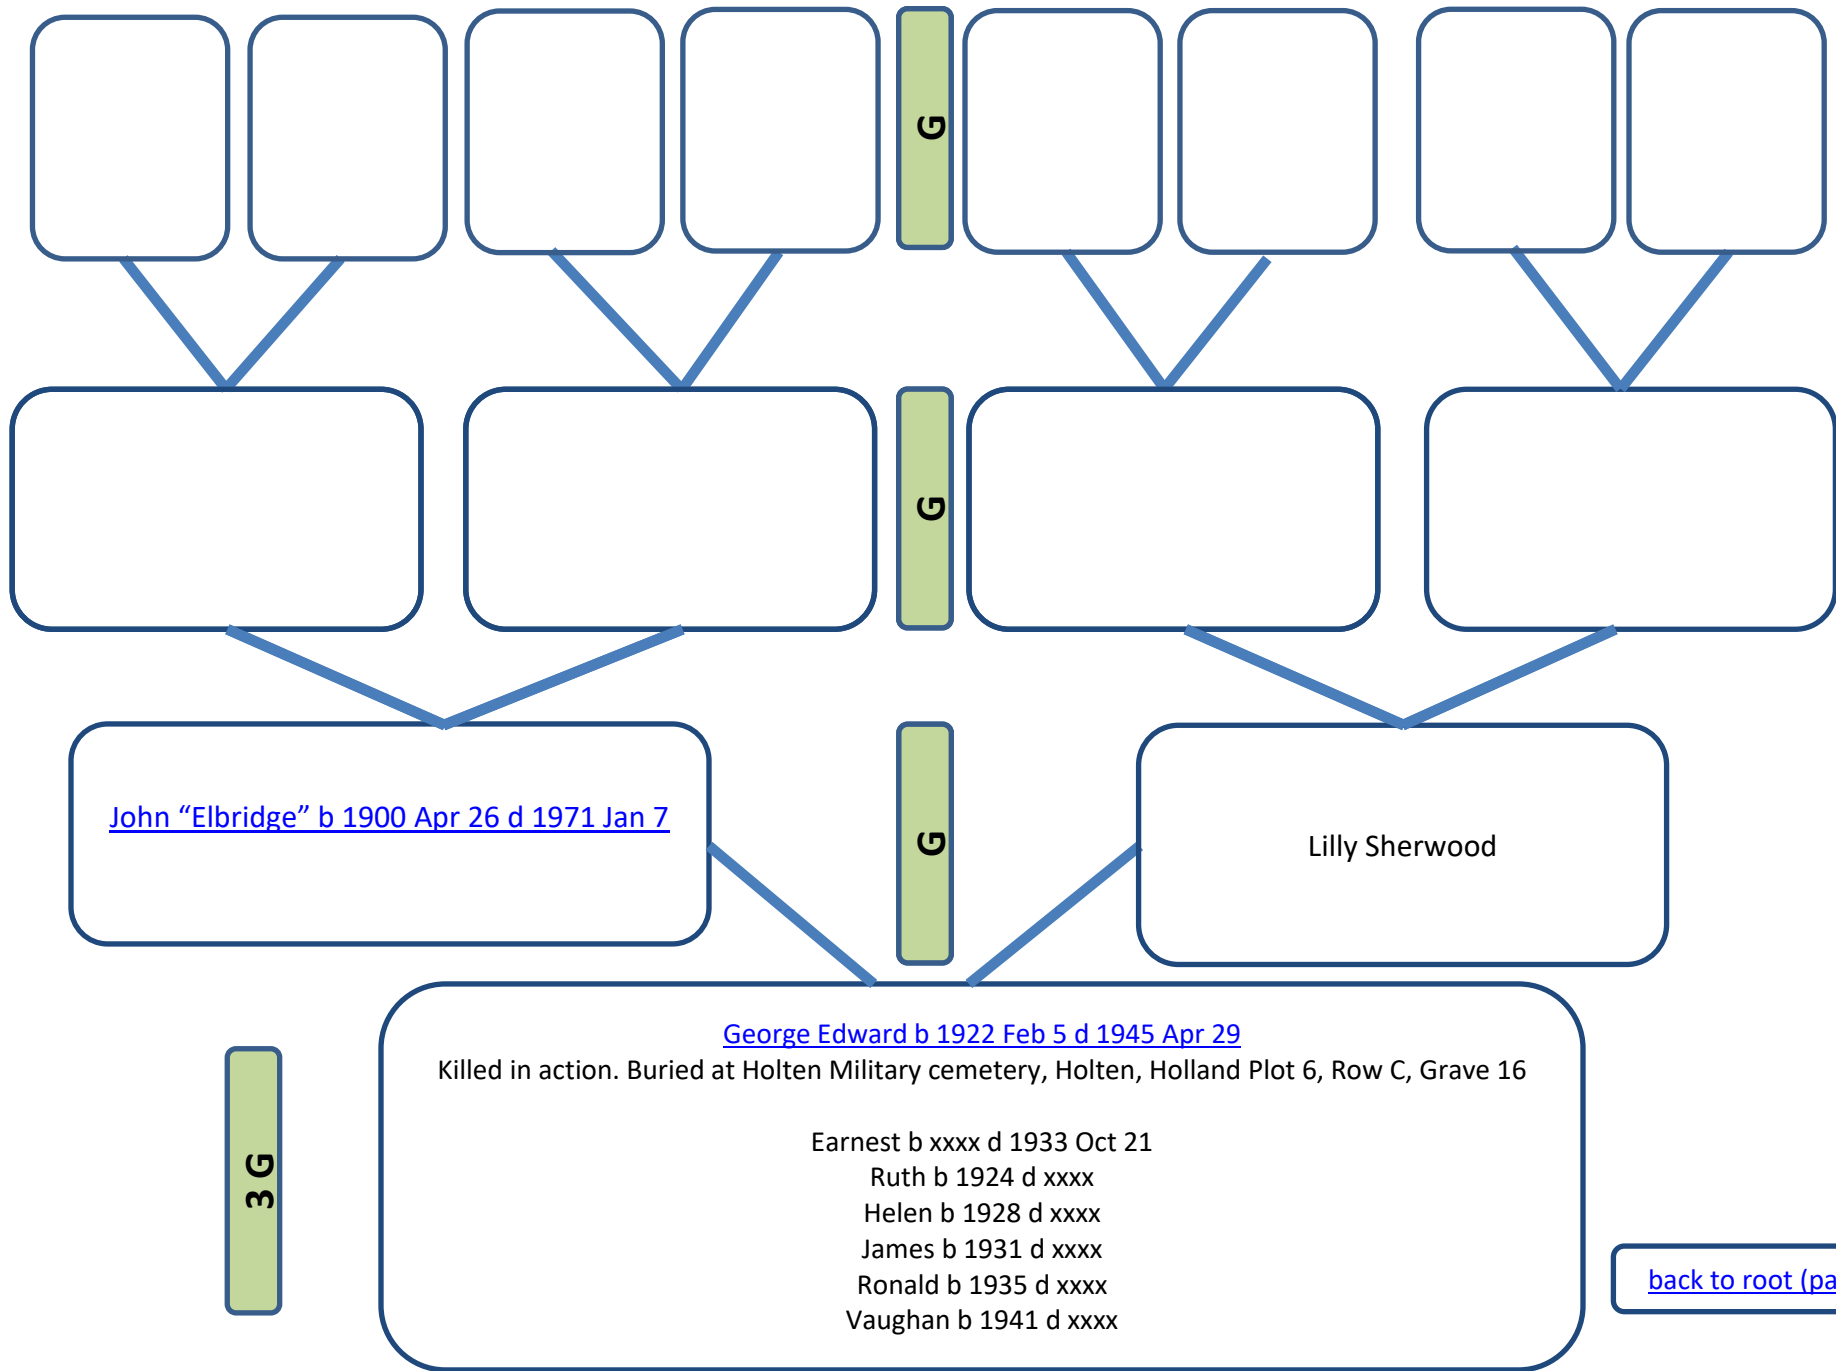 G
G
John “Elbridge” b 1900 Apr 26 d 1971 Jan 7
G
Lilly Sherwood
3 G
George Edward b 1922 Feb 5 d 1945 Apr 29
Killed in action. Buried at Holten Military cemetery, Holten, Holland Plot 6, Row C, Grave 16
Earnest b xxxx d 1933 Oct 21
Ruth b 1924 d xxxx
Helen b 1928 d xxxx
James b 1931 d xxxx
Ronald b 1935 d xxxx
Vaughan b 1941 d xxxx
back to root (pa